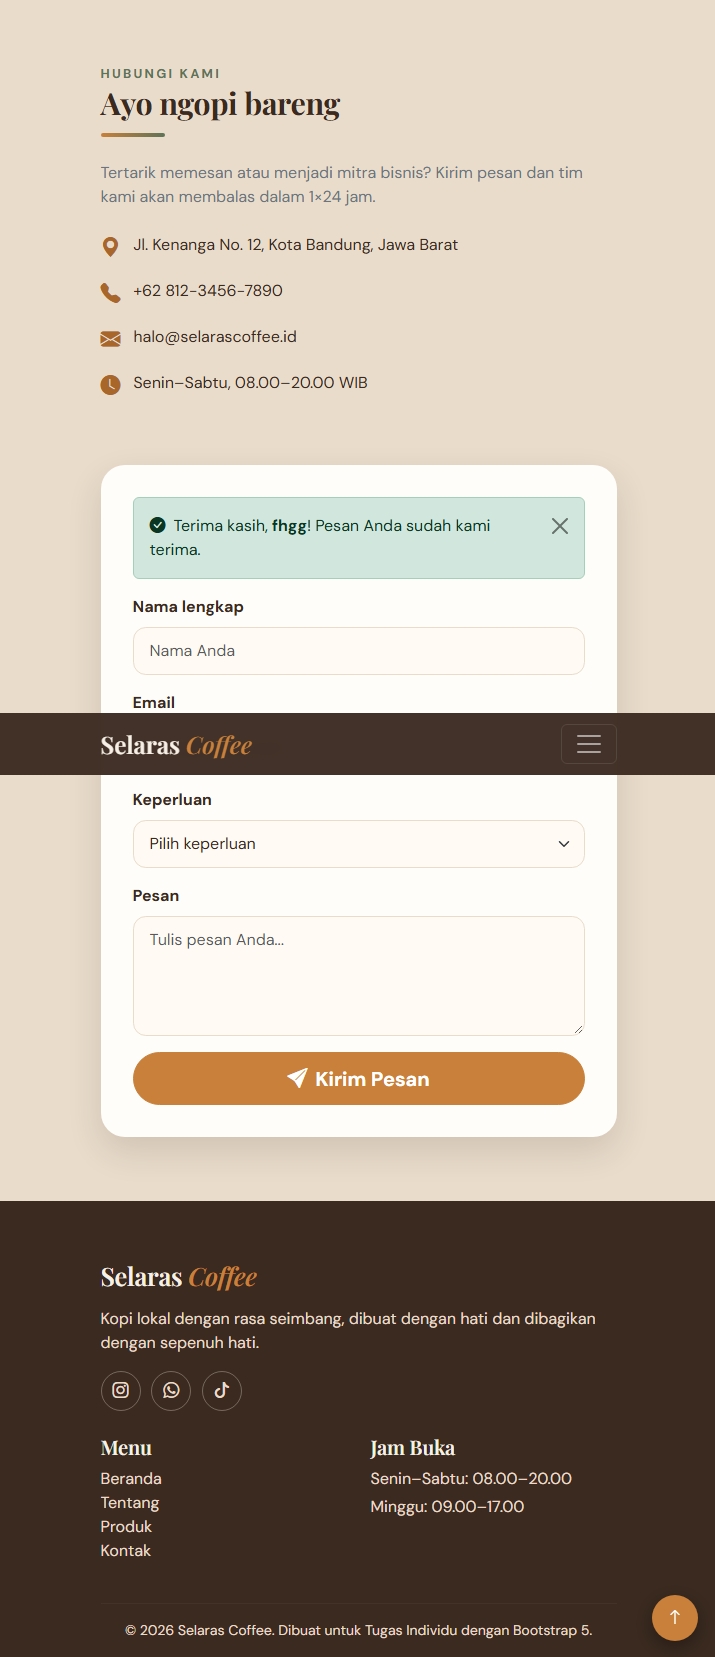 HUBUNGI KAMI
Ayo ngopi bareng
Tertarik memesan atau menjadi mitra bisnis? Kirim pesan dan tim
kami akan membalas dalam 1×24 jam.
Jl. Kenanga No. 12, Kota Bandung, Jawa Barat
+62 812-3456-7890
halo@selarascoffee.id
Senin–Sabtu, 08.00–20.00 WIB
Terima kasih, fhgg! Pesan Anda sudah kami
terima.
Nama lengkap
Nama Anda
Email
Selaras Coffee
Keperluan
Pilih keperluan
Pesan
Tulis pesan Anda...
Kirim Pesan
Selaras Coffee
Kopi lokal dengan rasa seimbang, dibuat dengan hati dan dibagikan
dengan sepenuh hati.
Menu
Beranda
Tentang
Produk
Kontak
Jam Buka
Senin–Sabtu: 08.00–20.00
Minggu: 09.00–17.00
© 2026 Selaras Coffee. Dibuat untuk Tugas Individu dengan Bootstrap 5.